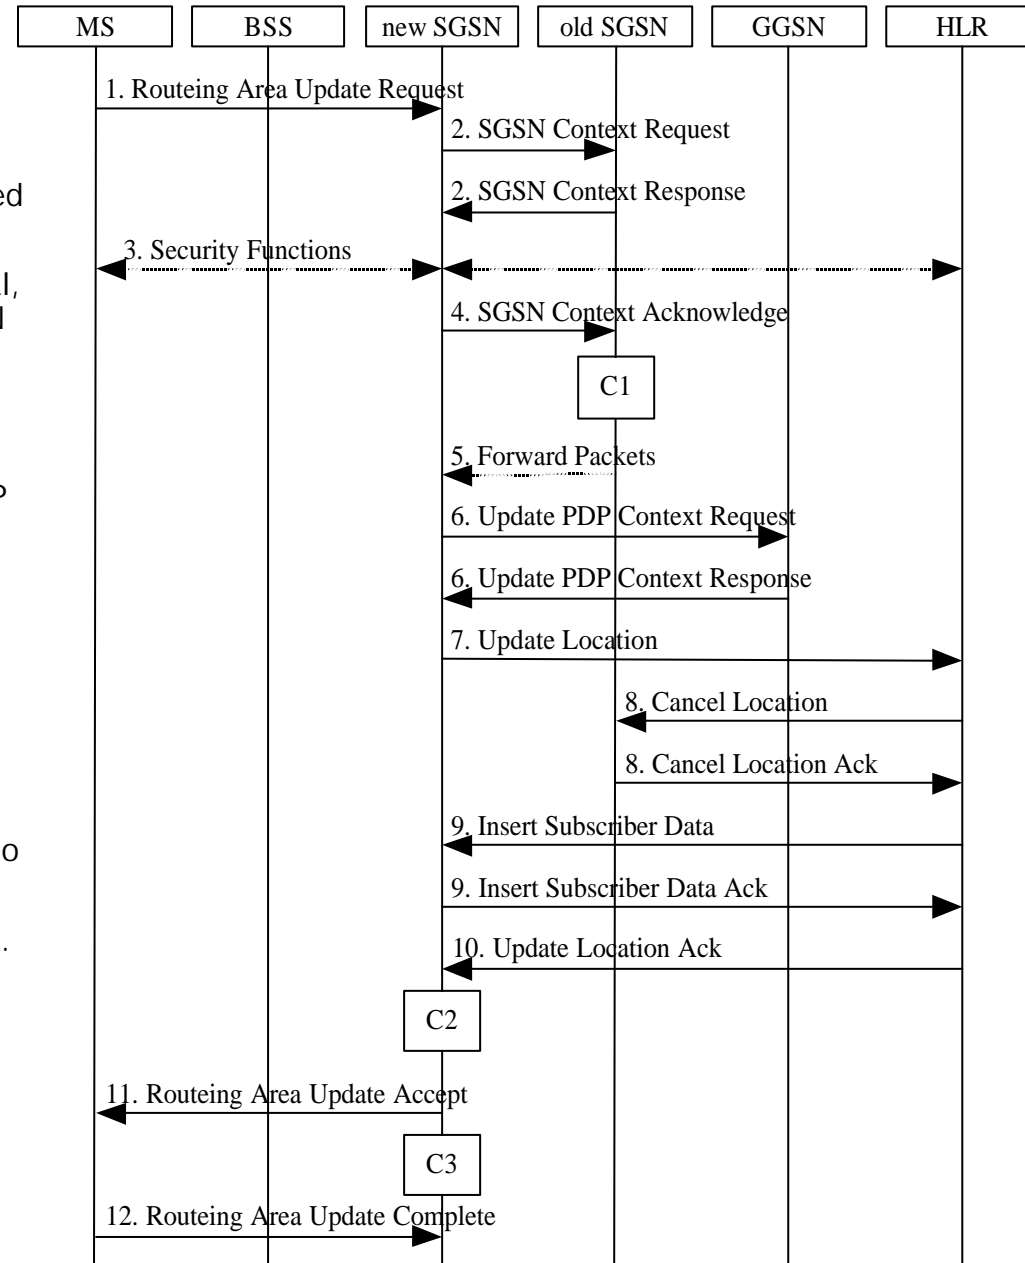 MS BSS new SGSN old SGSN GGSN HLR
1. Routeing Area Update Request
2. SGSN Context Request
ed
2. SGSN Context Response
3. Security Functions
l,
4. SGSN Context Acknowledge
C1
5. Forward Packets
6. Update PDP Context Request
6. Update PDP Context Response
7. Update Location
8. Cancel Location
8. Cancel Location Ack
9. Insert Subscriber Data
o
9. Insert Subscriber Data Ack
10. Update Location Ack
.
C2
11. Routeing Area Update Accept
C3
12. Routeing Area Update Complete